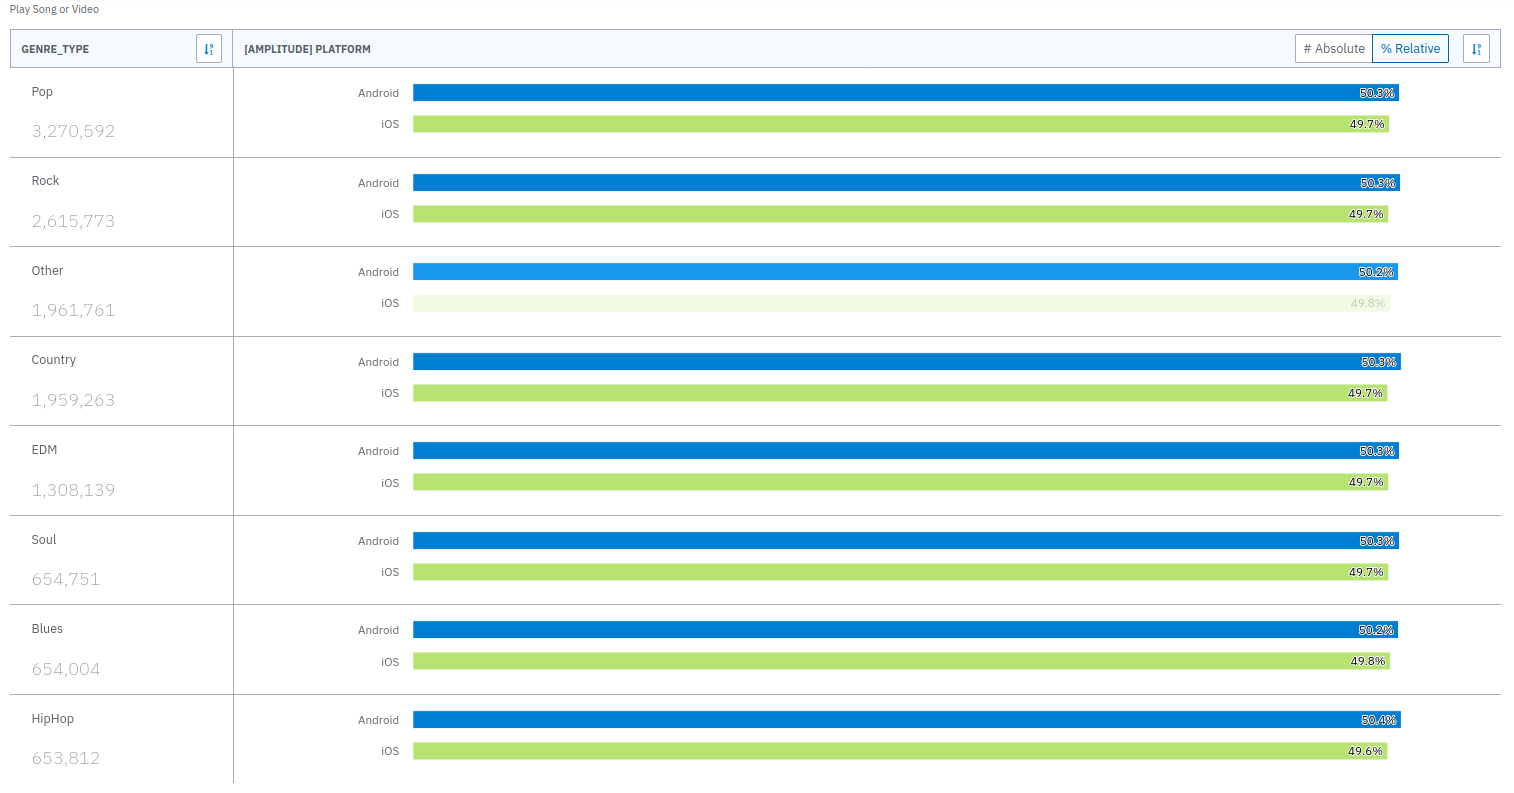 Play Song or Video
GENRE_TYPE [AMPLITUDE] PLATFORM # Absolute % Relative
Pop
3,270,592
Android 50.3%
iOS 49.7%
Rock
2,615,773
Android 50.3%
iOS 49.7%
Other
1,961,761
Android 50.2%
iOS 49.8%
Country
1,959,263
Android 50.3%
iOS 49.7%
EDM
1,308,139
Android 50.3%
iOS 49.7%
Soul
654,751
Android 50.3%
iOS 49.7%
Blues
654,004
Android 50.2%
iOS 49.8%
HipHop
653,812
Android 50.4%
iOS 49.6%